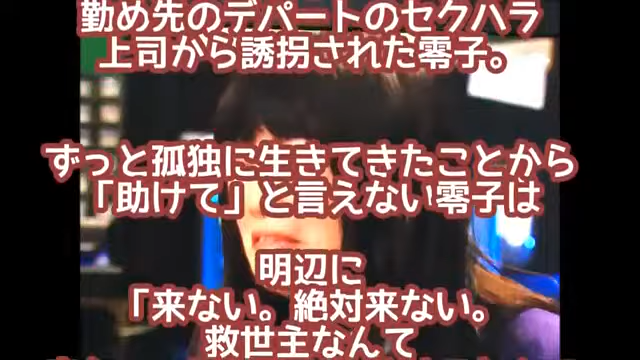 勤め先のデパートのセクハラ
上司から誘拐された零子。
ずっと孤独に生きてきたことから
「助けて」と言えない零子は
明辺に
「来ない。絶対来ない。
救世主なんて